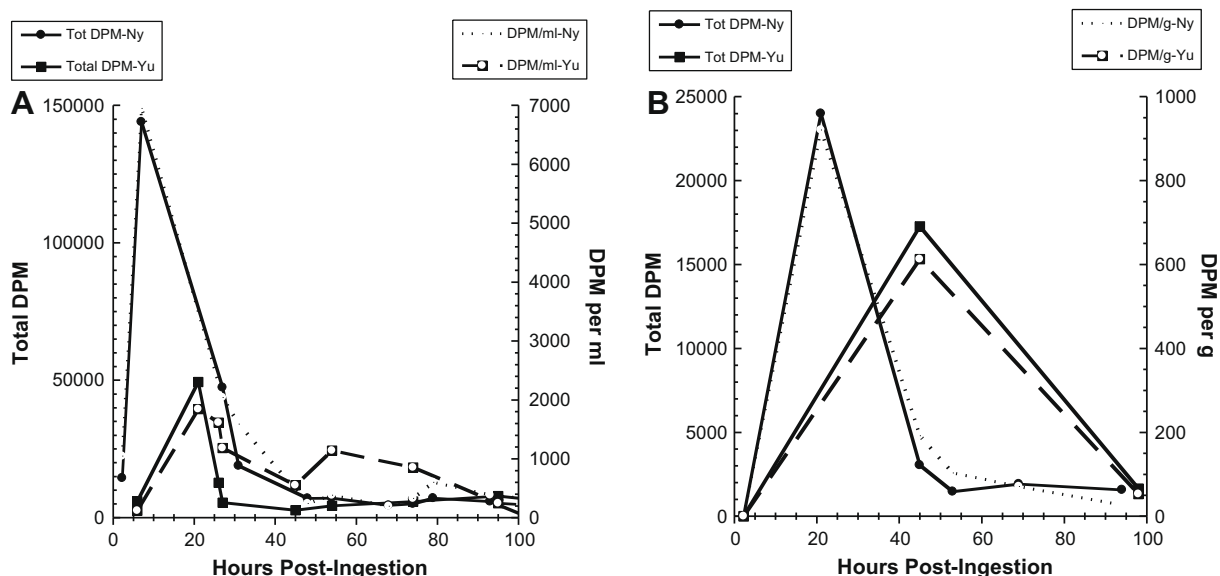 Tot DPM-Ny
Total DPM-Yu
DPM/ml-Ny
DPM/ml-Yu
A
150000
100000
50000
0
Total DPM
7000
6000
5000
4000
3000
2000
1000
0
DPM per ml
0 20 40 60 80 100
Hours Post-Ingestion
Tot DPM-Ny
Tot DPM-Yu
DPM/g-Ny
DPM/g-Yu
B
25000
20000
15000
10000
5000
0
Total DPM
1000
800
600
400
200
0
DPM per g
0 20 40 60 80 100
Hours Post-Ingestion